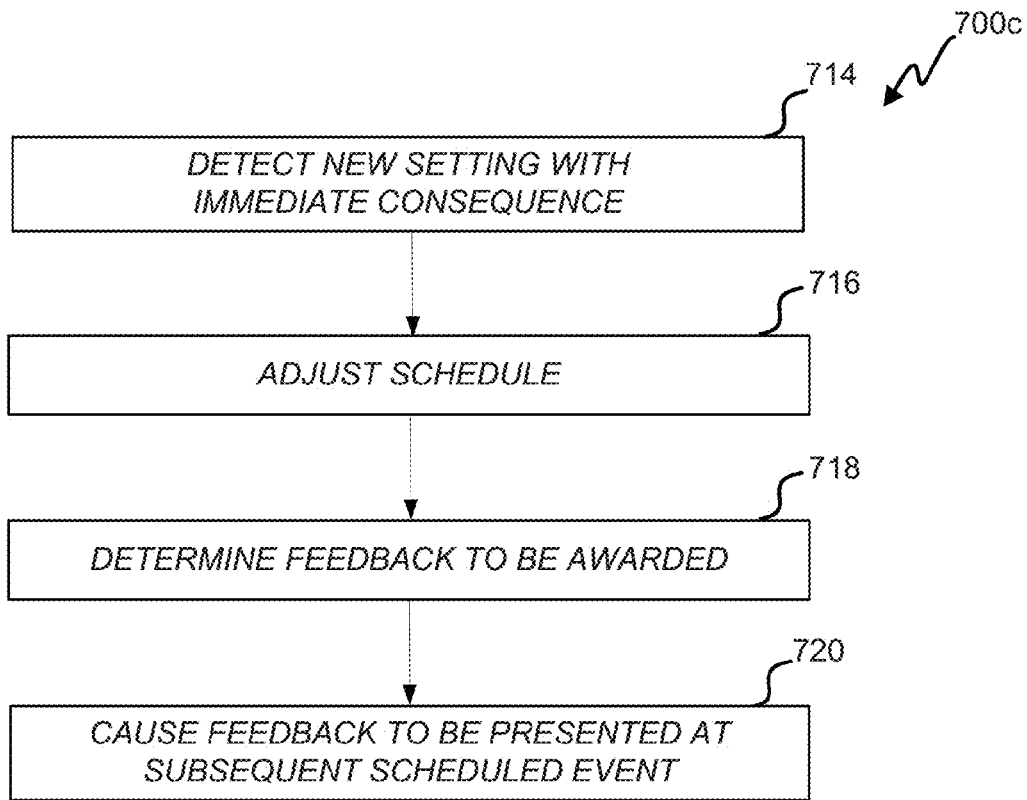 700c
714
DETECT NEW SETTING WITH
IMMEDIATE CONSEQUENCE
716
ADJUST SCHEDULE
718
DETERMINE FEEDBACK TO BE AWARDED
720
CAUSE FEEDBACK TO BE PRESENTED AT
SUBSEQUENT SCHEDULED EVENT